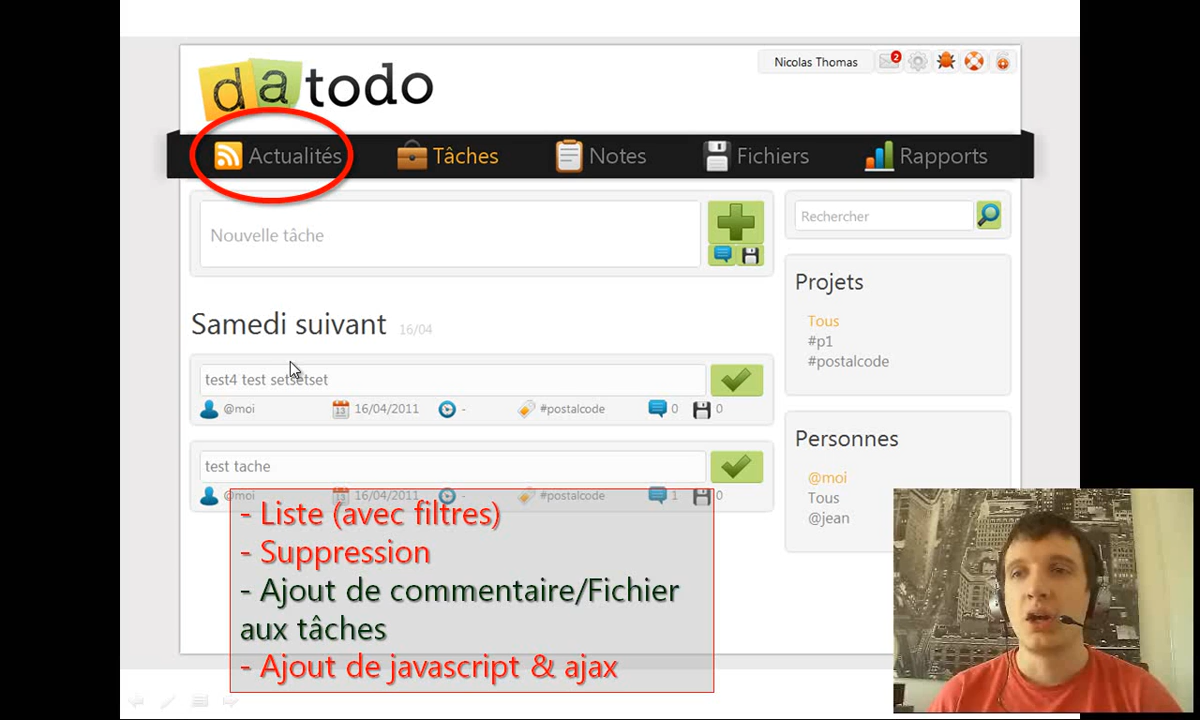 Nicolas Thomas
2
datodo
Actualités Tâches Notes Fichiers Rapports
Nouvelle tâche
Rechercher
Projets
Tous
#p1
#postalcode
Samedi suivant 16/04
test4 test setsetset
@moi 13 16/04/2011 - #postalcode 0 0
test tache
@moi 13 16/04/2011 - #postalcode 1 0
Personnes
@moi
Tous
@jean
- Liste (avec filtres)
- Suppression
- Ajout de commentaire/Fichier
aux tâches
- Ajout de javascript & ajax